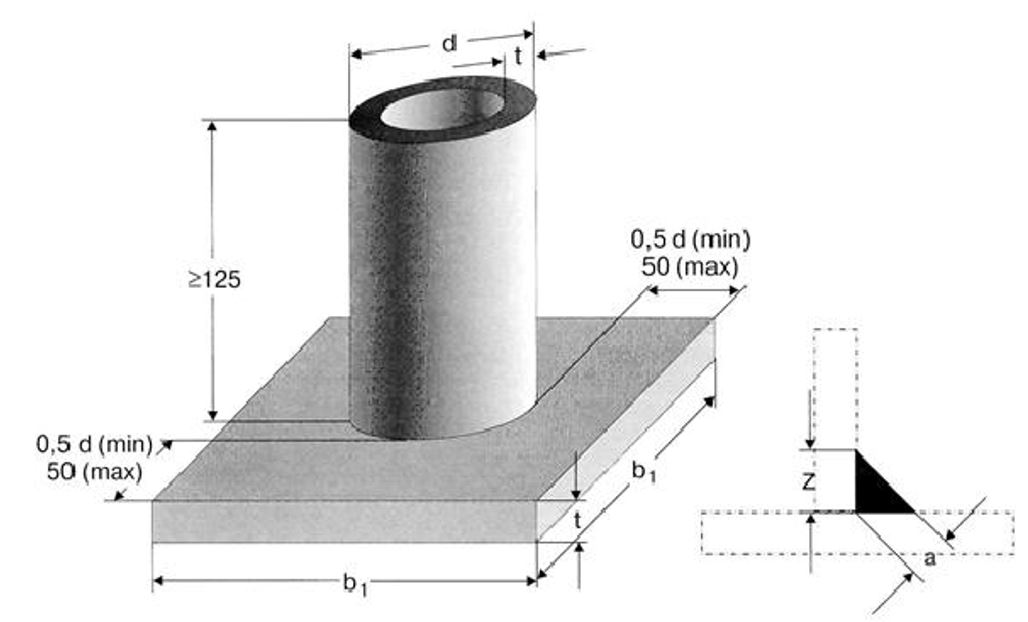 d
t
≥125
0,5 d (min)
50 (max)
0,5 d (min)
50 (max)
b1
t
b1
Z
a